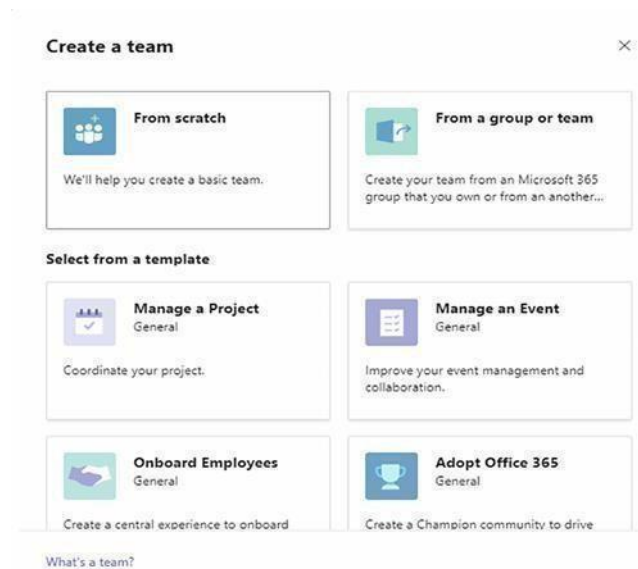 Create a team
From scratch
We'll help you create a basic team.
From a group or team
Create your team from an Microsoft 365
group that you own or from an another...
Select from a template
Manage a Project
General
Coordinate your project.
Manage an Event
General
Improve your event management and
collaboration.
Onboard Employees
General
Create a central experience to onboard
Adopt Office 365
General
Create a Champion community to drive
What's a team?